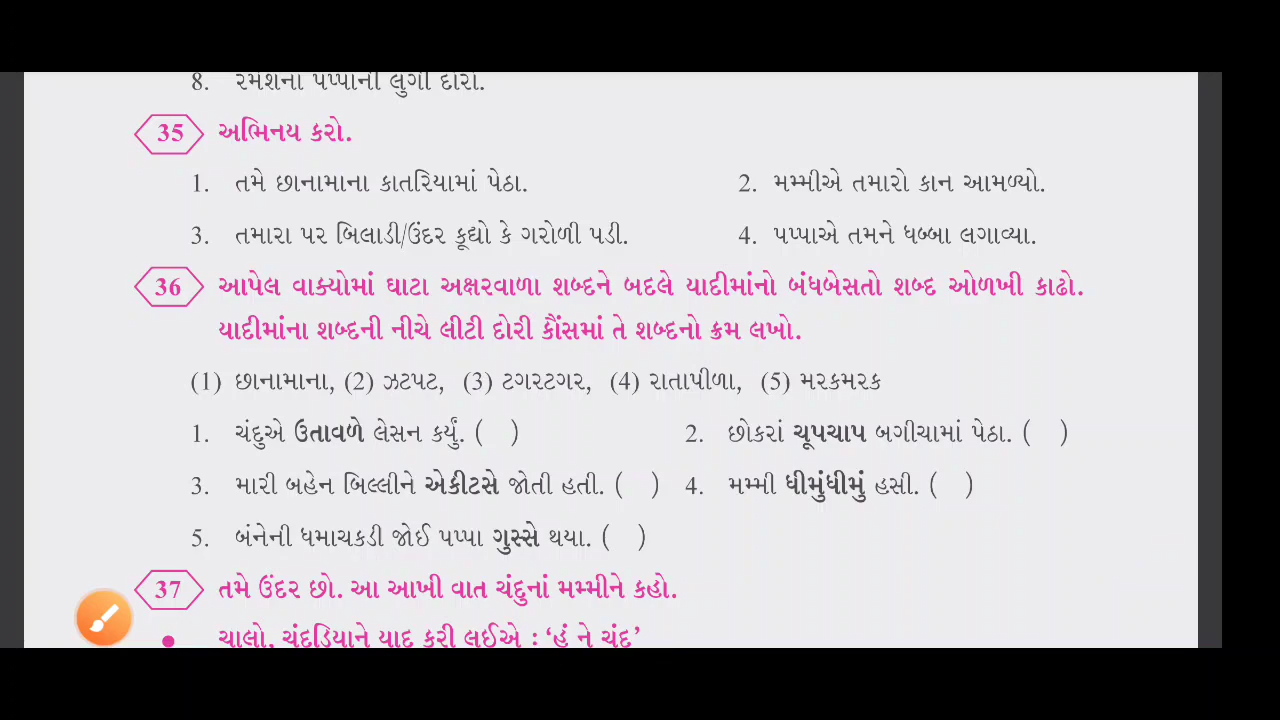 8. રમેશના પપ્પાની લુંગી દોરો.
35 અભિનય કરો.
1. તમે છાનામાના કાતરિયામાં પેઠા. 2. મમ્મીએ તમારો કાન આમળ્યો.
3. તમારા પર બિલાડી/ઉંદર કૂદ્યો કે ગરોળી પડી. 4. પપ્પાએ તમને ધબ્બા લગાવ્યા.
36 આપેલ વાક્યોમાં ઘાટા અક્ષરવાળા શબ્દને બદલે યાદીમાંનો બંધબેસતો શબ્દ ઓળખી કાઢો.
યાદીમાંના શબ્દની નીચે લીટી દોરી કૌંસમાં તે શબ્દનો ક્રમ લખો.
(1) છાનામાના, (2) ઝટપટ, (3) ટગરટગર, (4) રાતાપીળા, (5) મરકમરક
1. ચંદુએ ઉતાવળે લેસન કર્યું. ( ) 2. છોકરાં ચૂપચાપ બગીચામાં પેઠા. ( )
3. મારી બહેન બિલ્લીને એકીટસે જોતી હતી. ( ) 4. મમ્મી ધીમુંધીમું હસી. ( )
5. બંનેની ધમાચકડી જોઈ પપ્પા ગુસ્સે થયા. ( )
37 તમે ઉંદર છો. આ આખી વાત ચંદુનાં મમ્મીને કહો.
• ચાલો, ચંદુડિયાને યાદ કરી લઈએ : ‘હું ને ચંદુ’